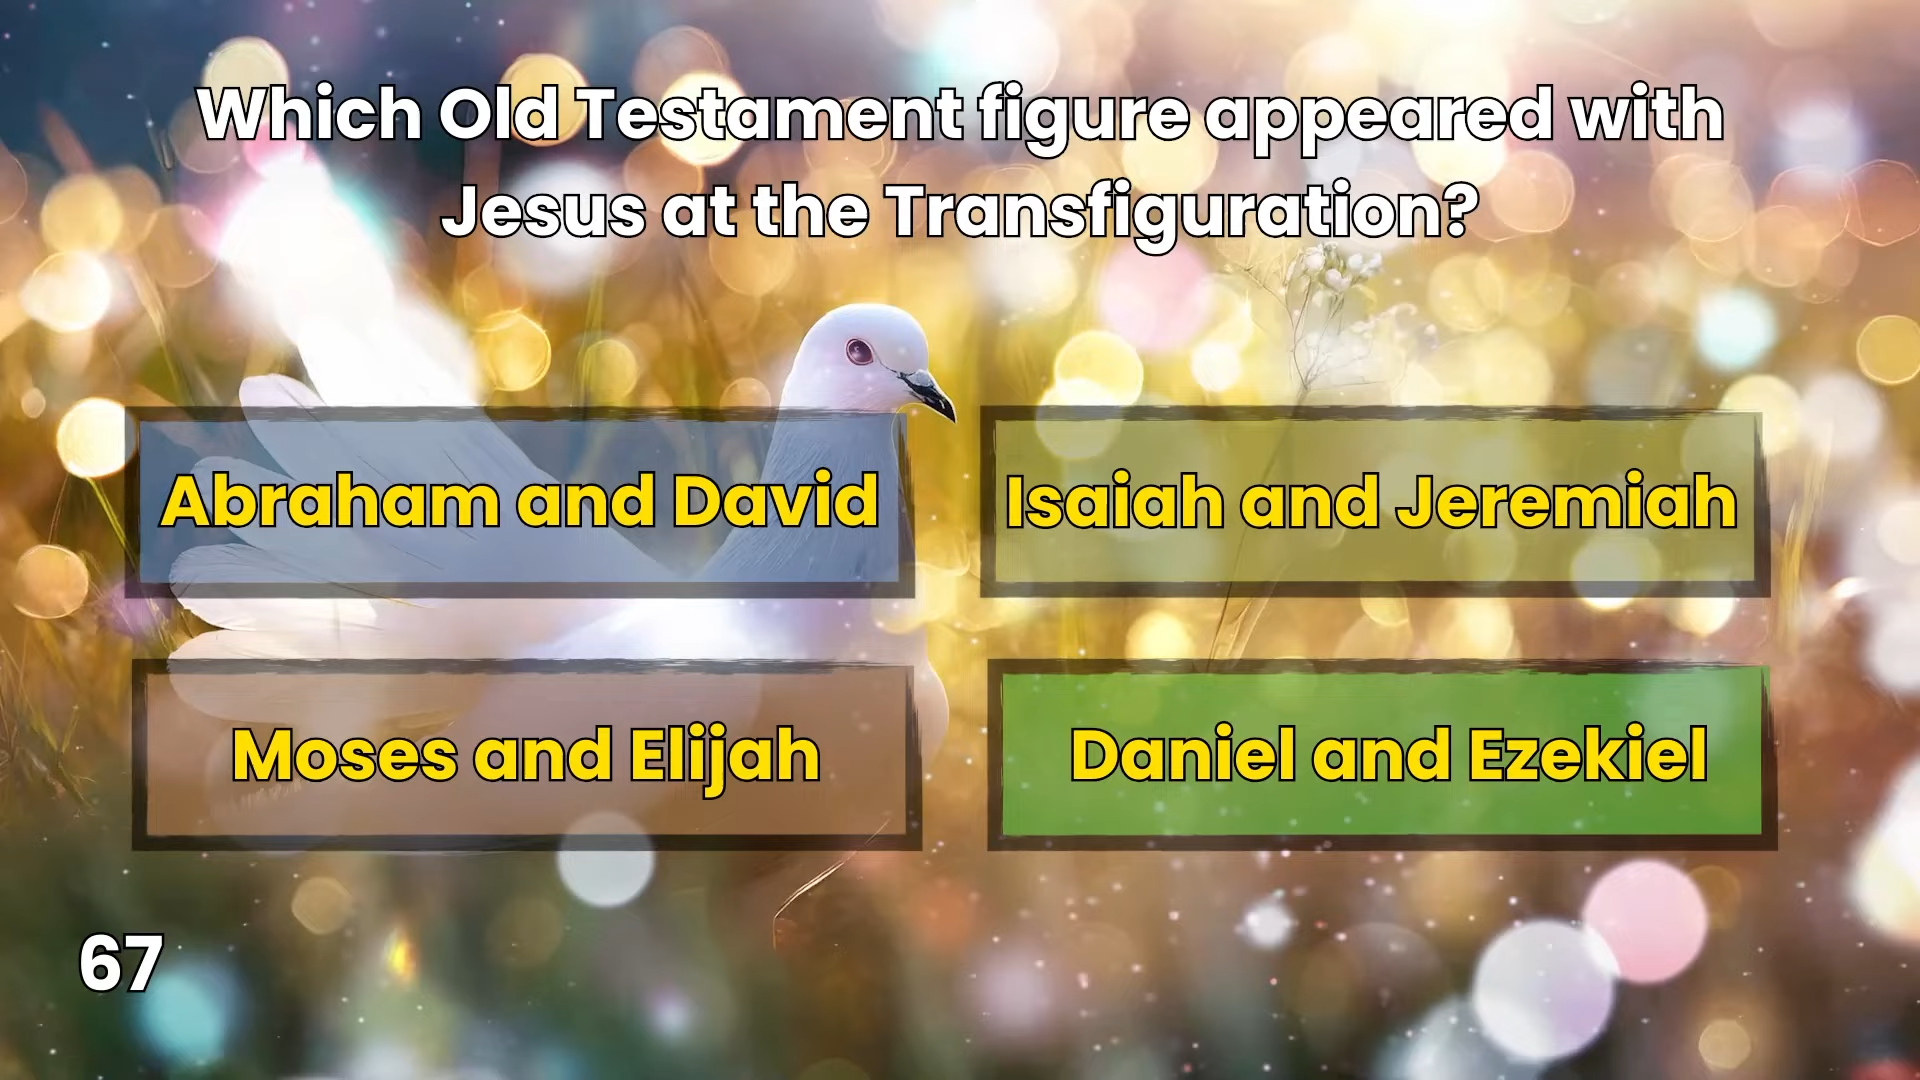 Which Old Testament figure appeared with
Jesus at the Transfiguration?
Abraham and David
Isaiah and Jeremiah
Moses and Elijah
Daniel and Ezekiel
67